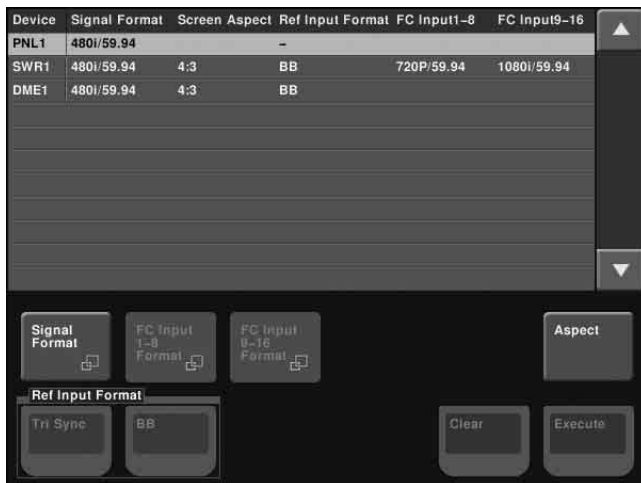 Device Signal Format Screen Aspect Ref Input Format FC Input1–8 FC Input9–16
PNL1 480i/59.94 –
SWR1 480i/59.94 4:3 BB 720P/59.94 1080i/59.94
DME1 480i/59.94 4:3 BB
Signal
Format
FC Input
1–8
Format
FC Input
9–16
Format
Aspect
Ref Input Format
Tri Sync
BB
Clear
Execute